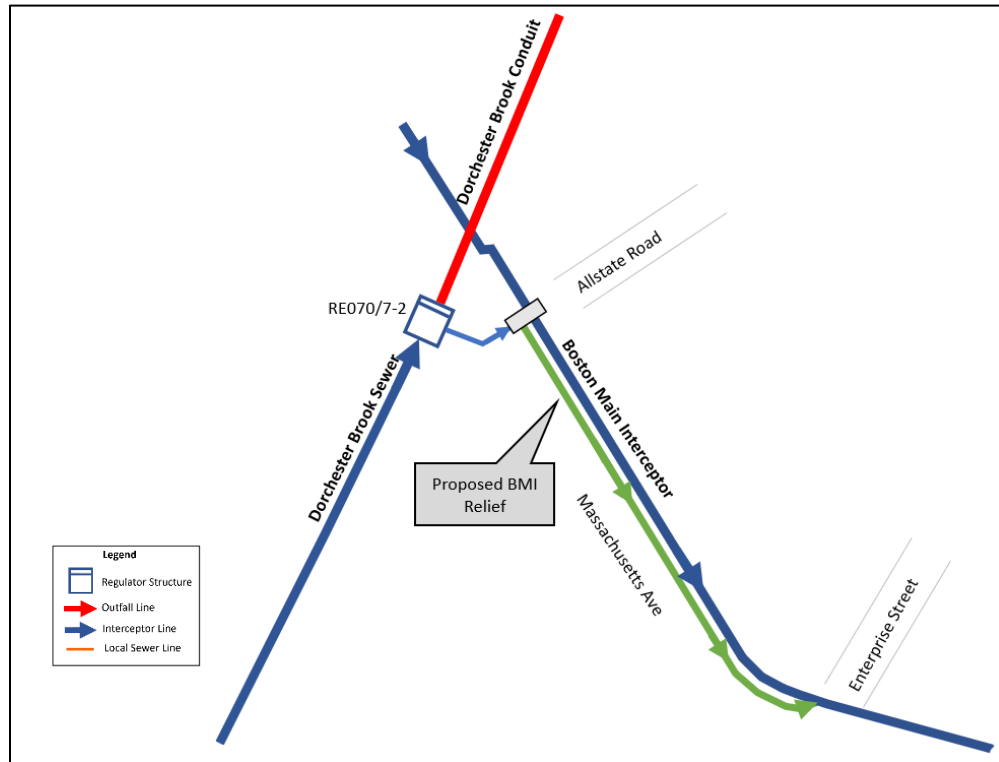 Dorchester Brook Conduit
Allstate Road
RE070/7-2
Boston Main Interceptor
Dorchester Brook Sewer
Proposed BMI
Relief
Massachusetts Ave
Enterprise Street
Legend
Regulator Structure
Outfall Line
Interceptor Line
Local Sewer Line